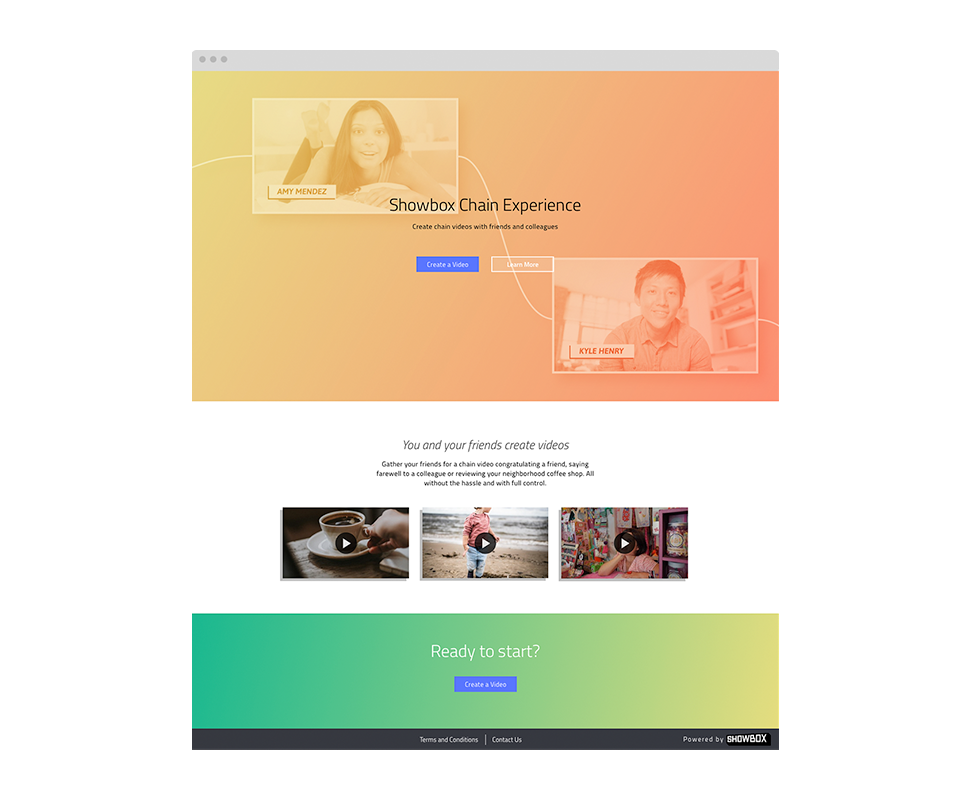 AMY MENDEZ
Showbox Chain Experience
Create chain videos with friends and colleagues
Create a Video
Learn More
KYLE HENRY
You and your friends create videos
Gather your friends for a chain video congratulating a friend, saying
farewell to a colleague or reviewing your neighborhood coffee shop. All
without the hassle and with full control.
Ready to start?
Create a Video
Terms and Conditions
Contact Us
Powered by SHOWBOX